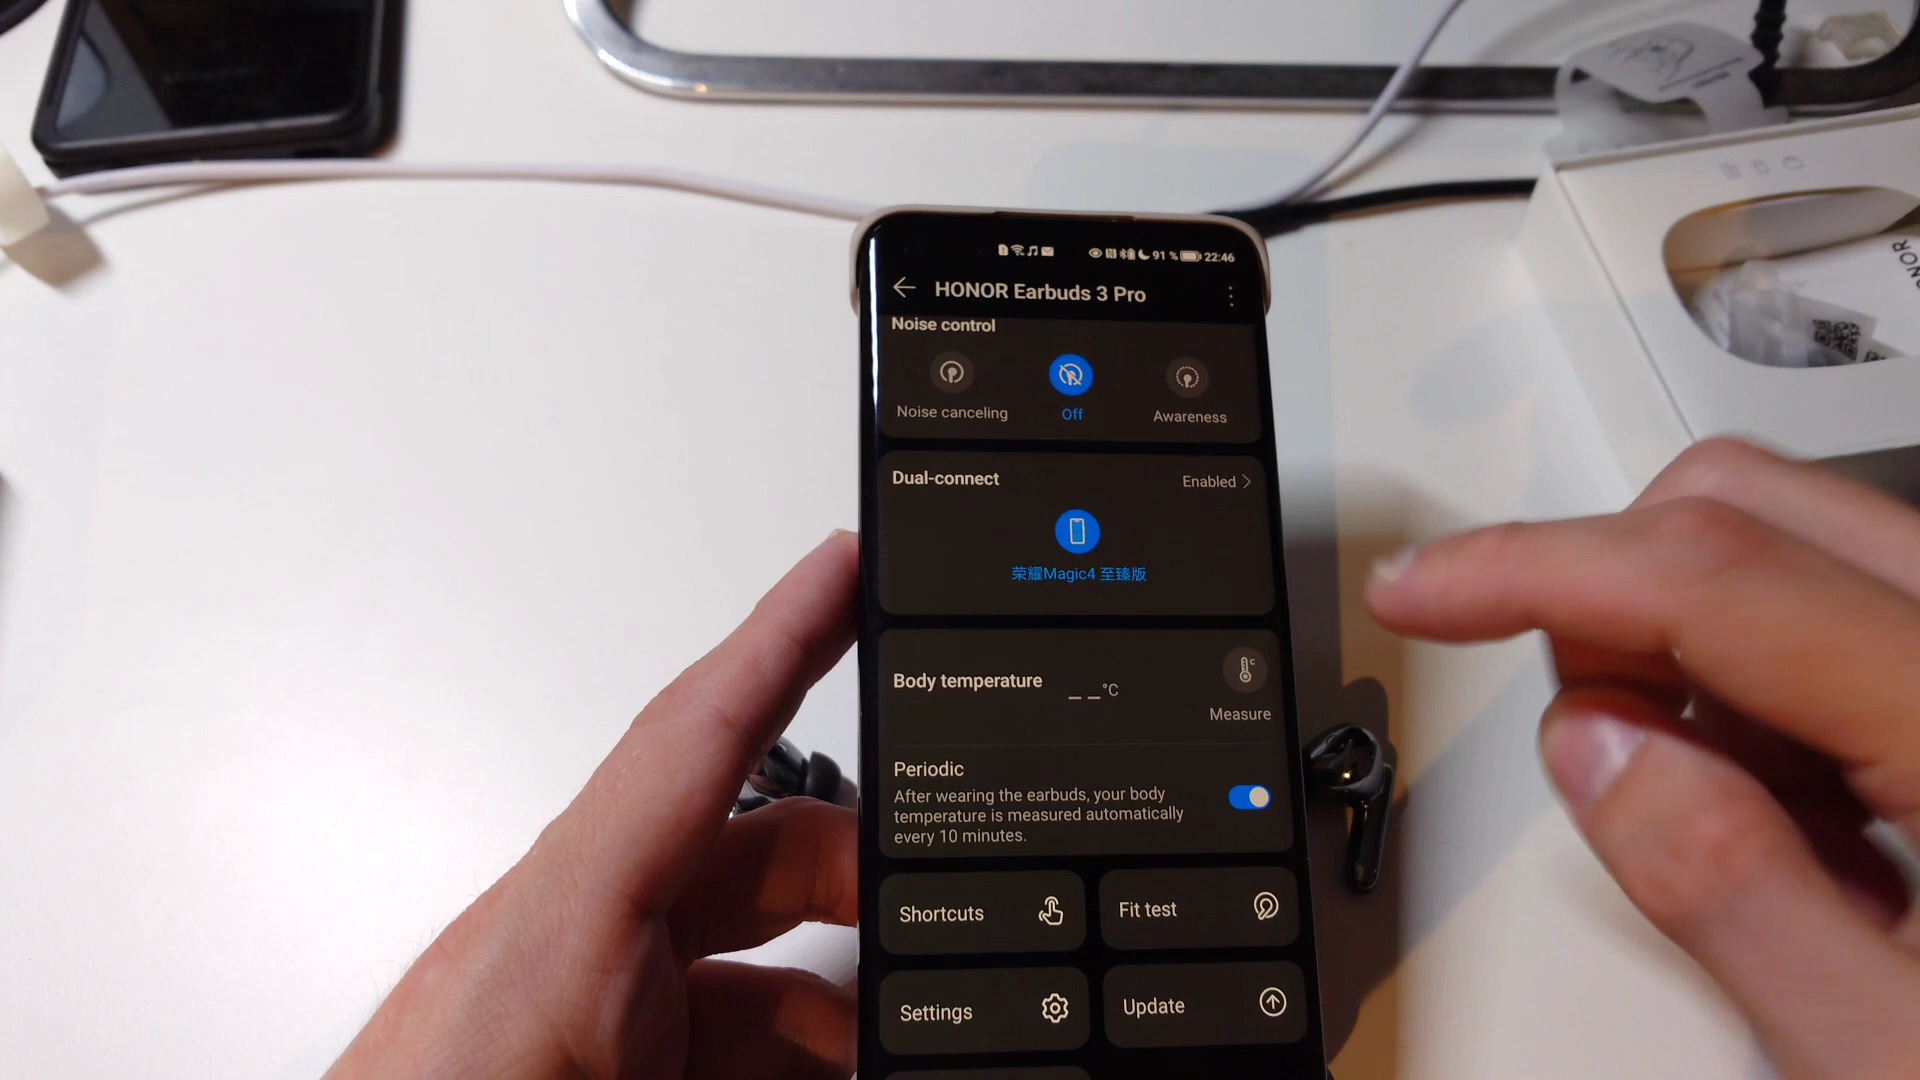 91 % 22:46
HONOR Earbuds 3 Pro
Noise control
Noise canceling
Off
Awareness
Dual-connect
Enabled
荣耀Magic4 至臻版
Body temperature
_ _°C
Measure
Periodic
After wearing the earbuds, your body
temperature is measured automatically
every 10 minutes.
Shortcuts
Fit test
Settings
Update